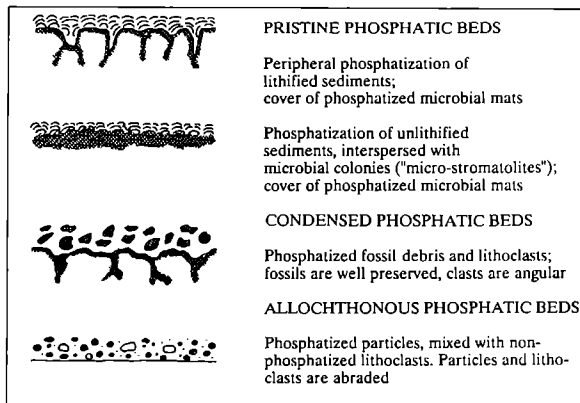 PRISTINE PHOSPHATIC BEDS
Peripheral phosphatization of
lithified sediments;
cover of phosphatized microbial mats
Phosphatization of unlithified
sediments, interspersed with
microbial colonies ("micro-stromatolites");
cover of phosphatized microbial mats
CONDENSED PHOSPHATIC BEDS
Phosphatized fossil debris and lithoclasts;
fossils are well preserved, clasts are angular
ALLOCHTHONOUS PHOSPHATIC BEDS
Phosphatized particles, mixed with non-
phosphatized lithoclasts. Particles and litho-
clasts are abraded